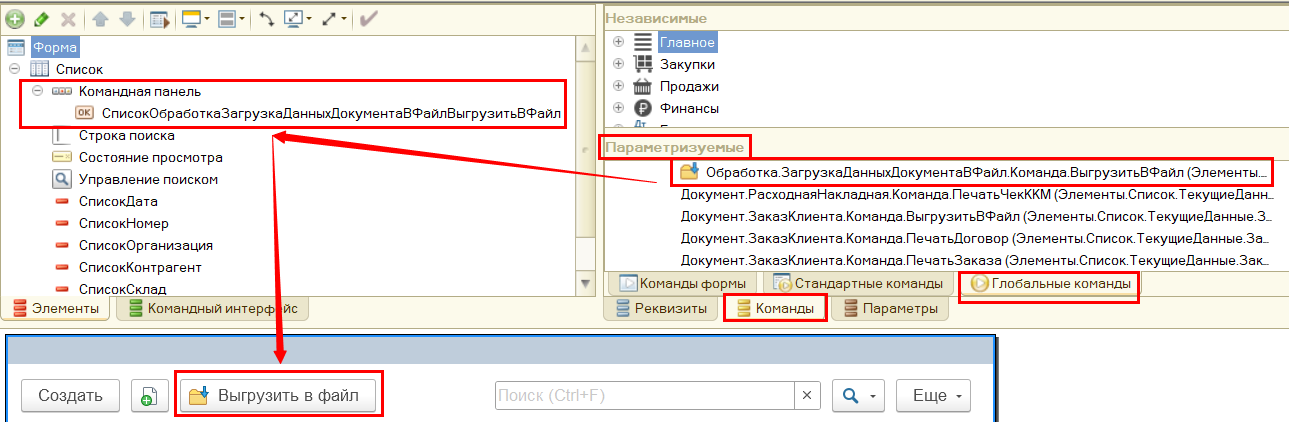 Форма
Список
Командная панель
OK СписокОбработкаЗагрузкаДанныхДокументаВФайлВыгрузитьВФайл
Строка поиска
Состояние просмотра
Управление поиском
СписокДата
СписокНомер
СписокОрганизация
СписокКонтрагент
СписокСклад
Элементы
Командный интерфейс
Независимые
Главное
Закупки
Продажи
Финансы
Параметризуемые
Обработка.ЗагрузкаДанныхДокументаВФайл.Команда.ВыгрузитьВФайл (Элементы....
Документ.РасходнаяНакладная.Команда.ПечатьЧекККМ (Элементы.Список.ТекущиеДанн...
Документ.ЗаказКлиента.Команда.ВыгрузитьВФайл (Элементы.Список.ТекущиеДанные.З...
Документ.ЗаказКлиента.Команда.ПечатьДоговор (Элементы.Список.ТекущиеДанные.За...
Документ.ЗаказКлиента.Команда.ПечатьЗаказа (Элементы.Список.ТекущиеДанные.Зак...
Команды формы
Стандартные команды
Глобальные команды
Реквизиты
Команды
Параметры
Создать
Выгрузить в файл
Поиск (Ctrl+F)
Еще